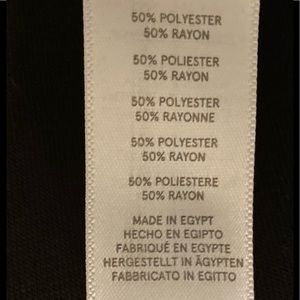 50% POLYESTER
50% RAYON
50% POLIESTER
50% RAYON
50% POLYESTER
50% RAYONNE
50% POLYESTER
50% RAYON
50% POLIESTERE
50% RAYON
MADE IN EGYPT
HECHO EN EGIPTO
FABRIQUÉ EN EGYPTE
HERGESTELLT IN ÄGYPTEN
FABBRICATO IN EGITTO